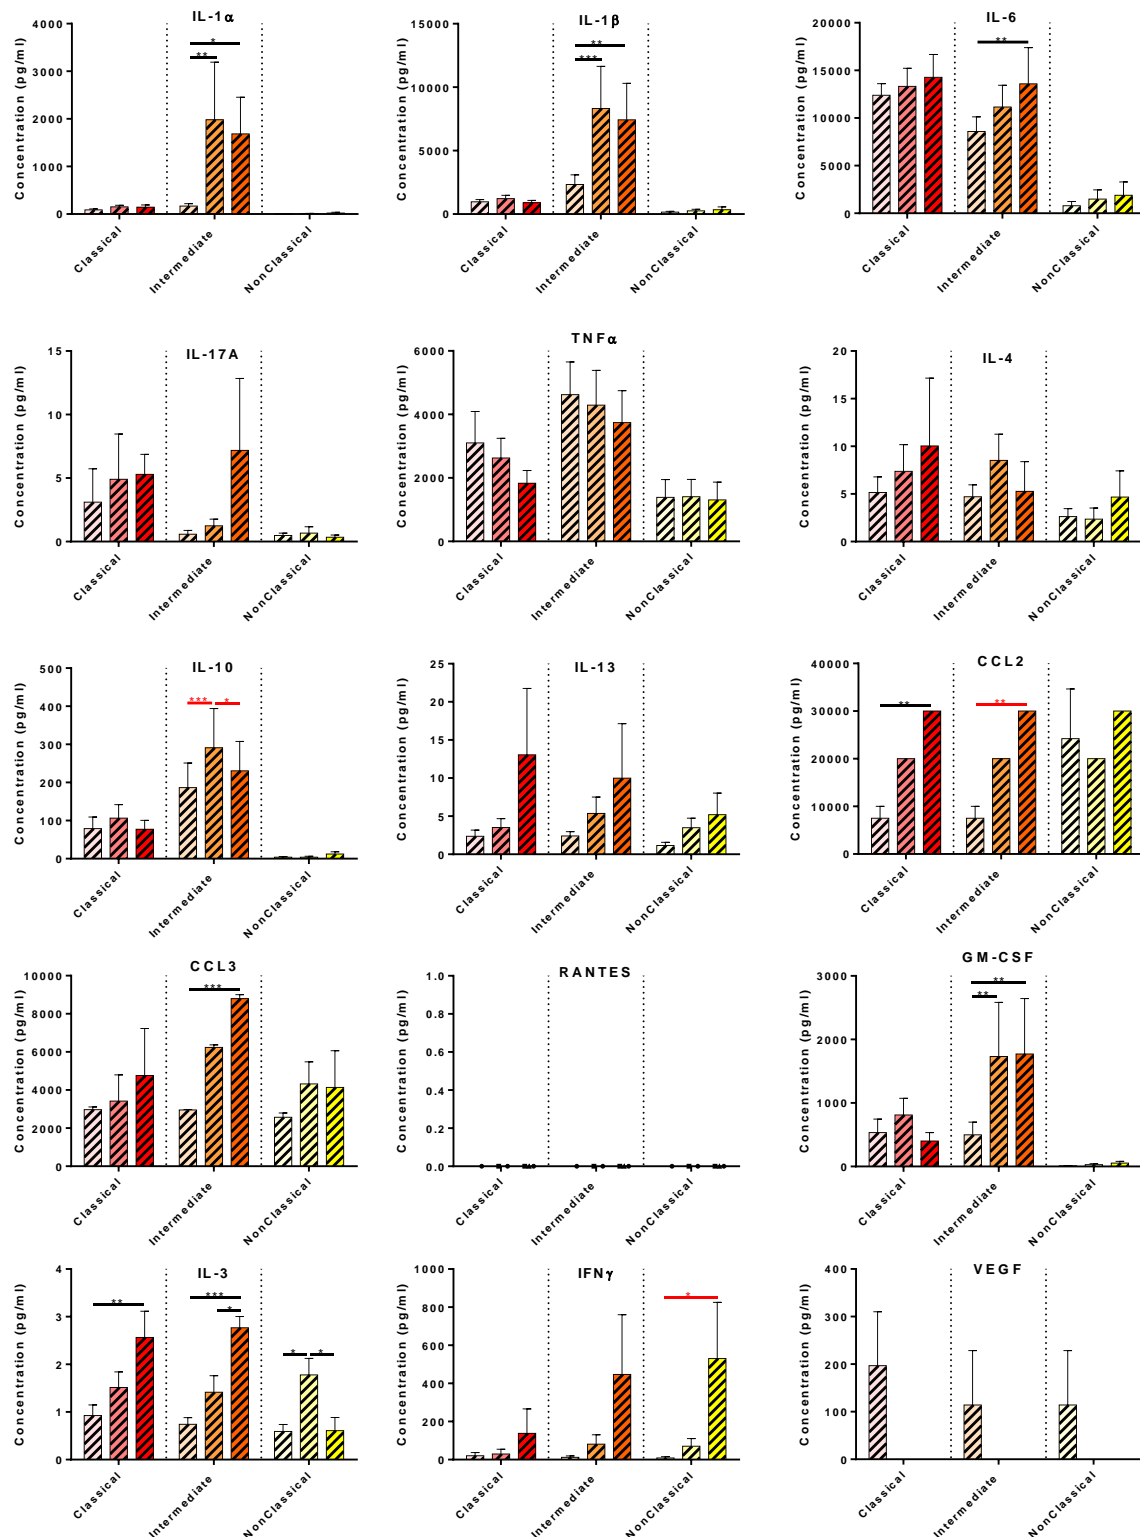 IL-1α
Concentration (pg/ml)
4000
3000
2000
1000
0
*
**
Classical
Intermediate
NonClassical
IL-1β
Concentration (pg/ml)
15000
10000
5000
0
**
***
Classical
Intermediate
NonClassical
IL-6
Concentration (pg/ml)
20000
15000
10000
5000
0
**
Classical
Intermediate
NonClassical
IL-17A
Concentration (pg/ml)
15
10
5
0
Classical
Intermediate
NonClassical
TNFα
Concentration (pg/ml)
6000
4000
2000
0
Classical
Intermediate
NonClassical
IL-4
Concentration (pg/ml)
20
15
10
5
0
Classical
Intermediate
NonClassical
IL-10
Concentration (pg/ml)
500
400
300
200
100
0
*** *
Classical
Intermediate
NonClassical
IL-13
Concentration (pg/ml)
25
20
15
10
5
0
Classical
Intermediate
NonClassical
CCL2
Concentration (pg/ml)
40000
30000
20000
10000
0
** **
Classical
Intermediate
NonClassical
CCL3
Concentration (pg/ml)
10000
8000
6000
4000
2000
0
***
Classical
Intermediate
NonClassical
RANTES
Concentration (pg/ml)
1.0
0.8
0.6
0.4
0.2
0.0
Classical
Intermediate
NonClassical
GM-CSF
Concentration (pg/ml)
3000
2000
1000
0
**
**
Classical
Intermediate
NonClassical
IL-3
Concentration (pg/ml)
4
3
2
1
0
**
***
*
* *
Classical
Intermediate
NonClassical
IFNγ
Concentration (pg/ml)
1000
800
600
400
200
0
*
Classical
Intermediate
NonClassical
VEGF
Concentration (pg/ml)
400
300
200
100
0
Classical
Intermediate
NonClassical